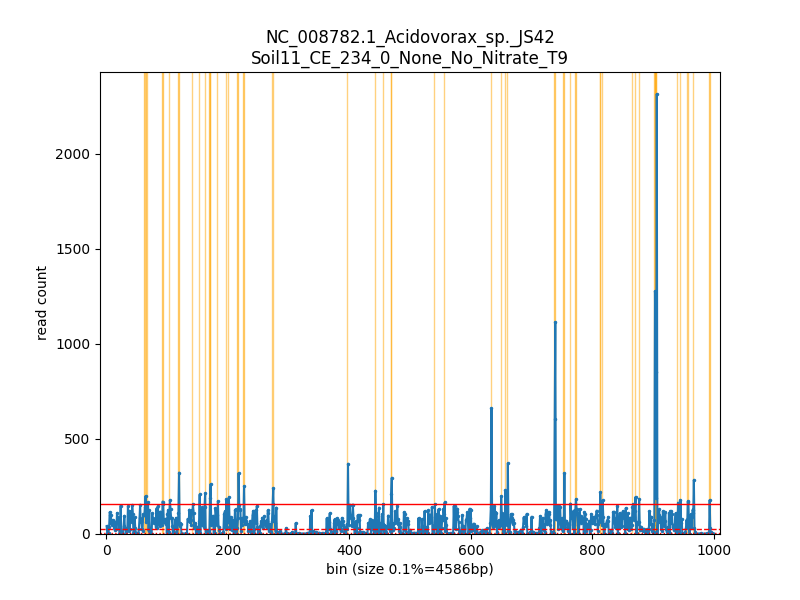 NC_008782.1_Acidovorax_sp._JS42
Soil11_CE_234_0_None_No_Nitrate_T9
read count
2000
1500
1000
500
0
0
200
400
600
800
1000
bin (size 0.1%=4586bp)